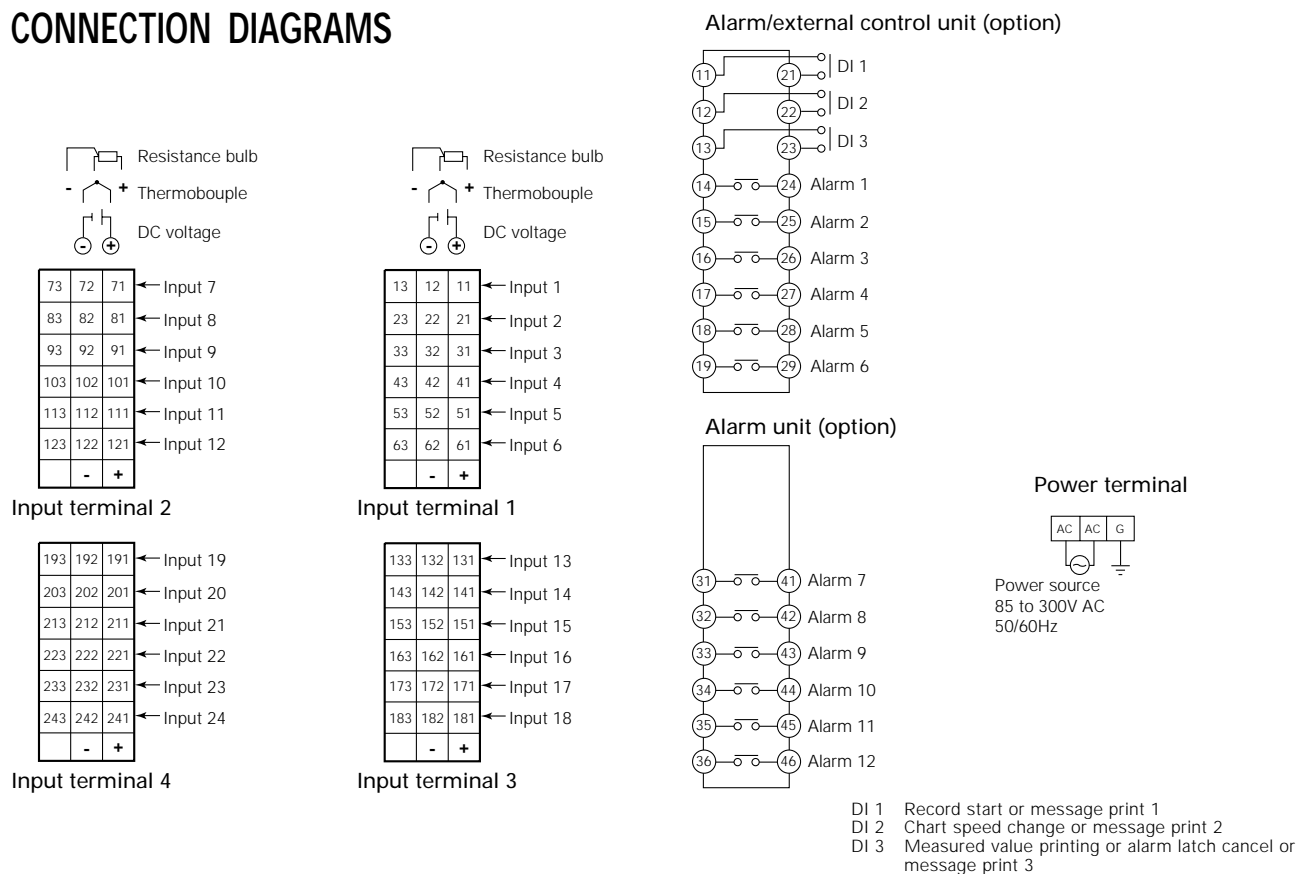 CONNECTION DIAGRAMS
Resistance bulb
- + Thermobouple
DC voltage
- +
73 72 71 Input 7
83 82 81 Input 8
93 92 91 Input 9
103 102 101 Input 10
113 112 111 Input 11
123 122 121 Input 12
- +
Input terminal 2
Resistance bulb
- + Thermobouple
DC voltage
- +
13 12 11 Input 1
23 22 21 Input 2
33 32 31 Input 3
43 42 41 Input 4
53 52 51 Input 5
63 62 61 Input 6
- +
Input terminal 1
193 192 191 Input 19
203 202 201 Input 20
213 212 211 Input 21
223 222 221 Input 22
233 232 231 Input 23
243 242 241 Input 24
- +
Input terminal 4
133 132 131 Input 13
143 142 141 Input 14
153 152 151 Input 15
163 162 161 Input 16
173 172 171 Input 17
183 182 181 Input 18
- +
Input terminal 3
Alarm/external control unit (option)
11 21 DI 1
12 22 DI 2
13 23 DI 3
14 24 Alarm 1
15 25 Alarm 2
16 26 Alarm 3
17 27 Alarm 4
18 28 Alarm 5
19 29 Alarm 6
Alarm unit (option)
31 41 Alarm 7
32 42 Alarm 8
33 43 Alarm 9
34 44 Alarm 10
35 45 Alarm 11
36 46 Alarm 12
Power terminal
AC AC G
Power source
85 to 300V AC
50/60Hz
DI 1 Record start or message print 1
DI 2 Chart speed change or message print 2
DI 3 Measured value printing or alarm latch cancel or
message print 3